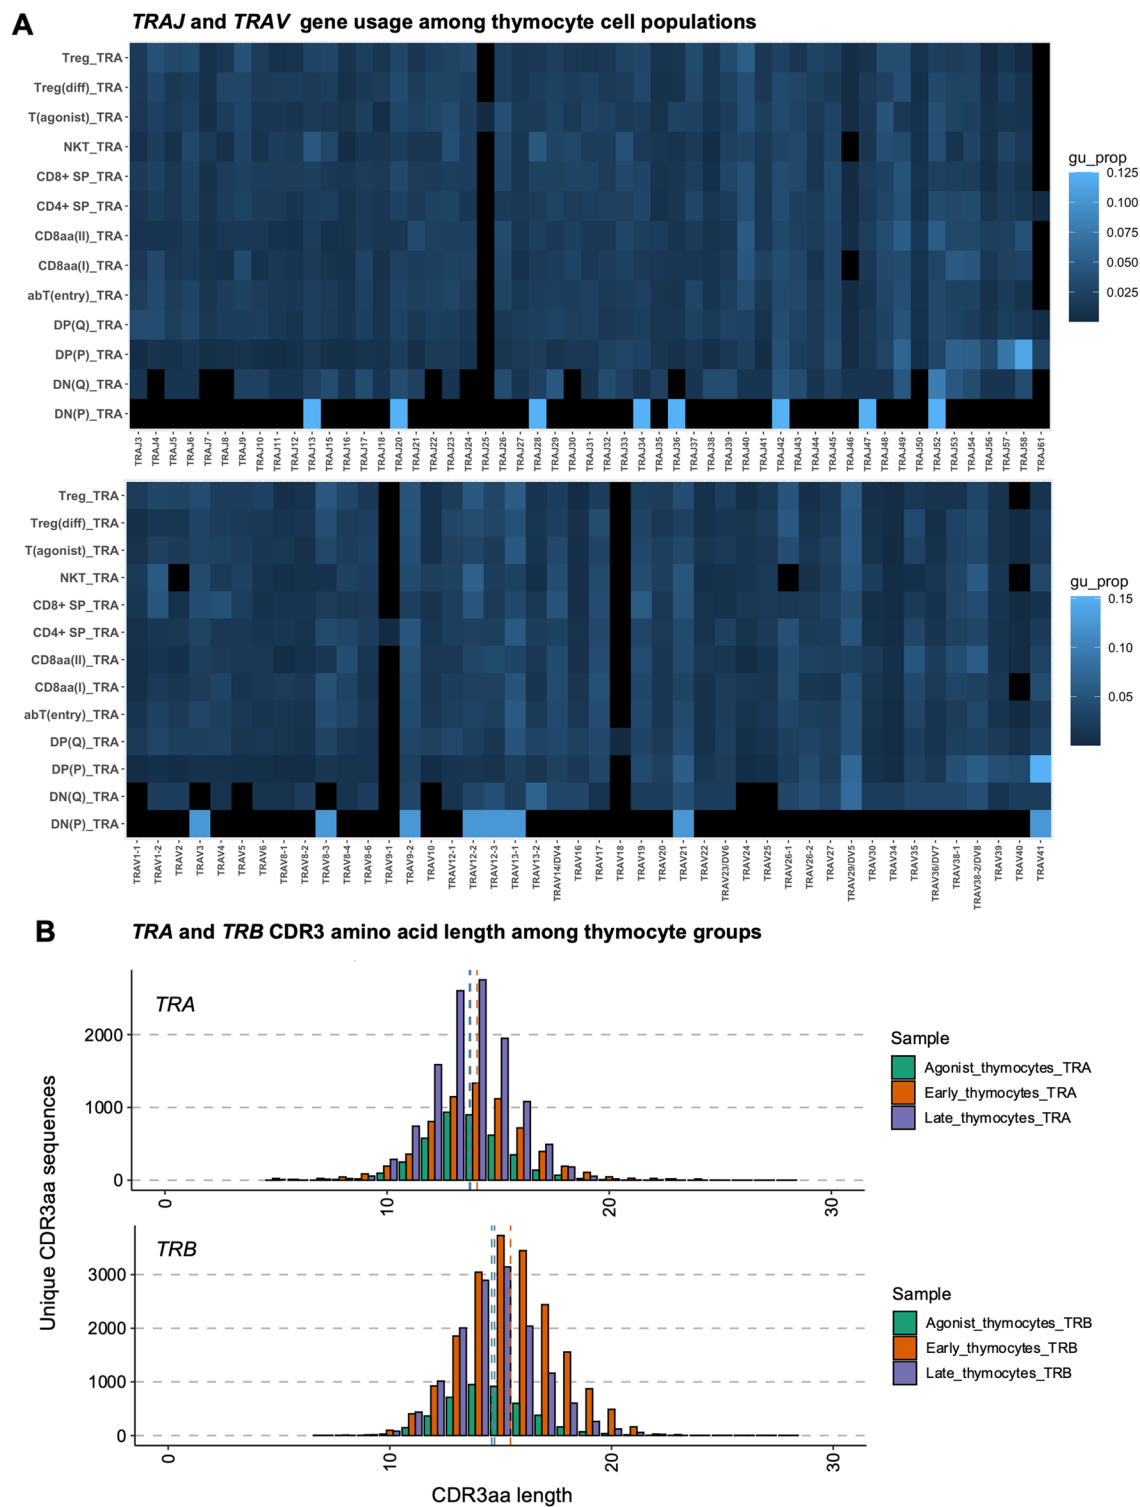 A
TRAJ and TRAV gene usage among thymocyte cell populations
Treg_TRA
Treg(diff)_TRA
T(agonist)_TRA
NKT_TRA
CD8+ SP_TRA
CD4+ SP_TRA
CD8aa(II)_TRA
CD8aa(I)_TRA
abT(entry)_TRA
DP(Q)_TRA
DP(P)_TRA
DN(Q)_TRA
DN(P)_TRA
TRAJ3 TRAJ4 TRAJ5 TRAJ6 TRAJ7 TRAJ8 TRAJ9 TRAJ10 TRAJ11 TRAJ12 TRAJ13 TRAJ15 TRAJ16 TRAJ17 TRAJ18 TRAJ20 TRAJ21 TRAJ22 TRAJ23 TRAJ24 TRAJ25 TRAJ26 TRAJ27 TRAJ28 TRAJ29 TRAJ30 TRAJ31 TRAJ32 TRAJ33 TRAJ34 TRAJ35 TRAJ36 TRAJ37 TRAJ38 TRAJ39 TRAJ40 TRAJ41 TRAJ42 TRAJ43 TRAJ44 TRAJ45 TRAJ46 TRAJ47 TRAJ48 TRAJ49 TRAJ50 TRAJ52 TRAJ53 TRAJ54 TRAJ56 TRAJ57 TRAJ58 TRAJ61
gu_prop
0.125
0.100
0.075
0.050
0.025
Treg_TRA
Treg(diff)_TRA
T(agonist)_TRA
NKT_TRA
CD8+ SP_TRA
CD4+ SP_TRA
CD8aa(II)_TRA
CD8aa(I)_TRA
abT(entry)_TRA
DP(Q)_TRA
DP(P)_TRA
DN(Q)_TRA
DN(P)_TRA
TRAV1-1 TRAV1-2 TRAV2 TRAV3 TRAV4 TRAV5 TRAV6 TRAV8-1 TRAV8-2 TRAV8-3 TRAV8-4 TRAV8-6 TRAV9-1 TRAV9-2 TRAV10 TRAV12-1 TRAV12-2 TRAV12-3 TRAV13-1 TRAV13-2 TRAV14/DV4 TRAV16 TRAV17 TRAV18 TRAV19 TRAV20 TRAV21 TRAV22 TRAV23/DV6 TRAV24 TRAV25 TRAV26-1 TRAV26-2 TRAV27 TRAV29/DV5 TRAV30 TRAV34 TRAV35 TRAV36/DV7 TRAV38-1 TRAV38-2/DV8 TRAV39 TRAV40 TRAV41
gu_prop
0.15
0.10
0.05
B
TRA and TRB CDR3 amino acid length among thymocyte groups
Unique CDR3aa sequences
TRA
2000
1000
0
0 10 20 30
Sample
Agonist_thymocytes_TRA
Early_thymocytes_TRA
Late_thymocytes_TRA
TRB
3000
2000
1000
0
0 10 20 30
Sample
Agonist_thymocytes_TRB
Early_thymocytes_TRB
Late_thymocytes_TRB
CDR3aa length